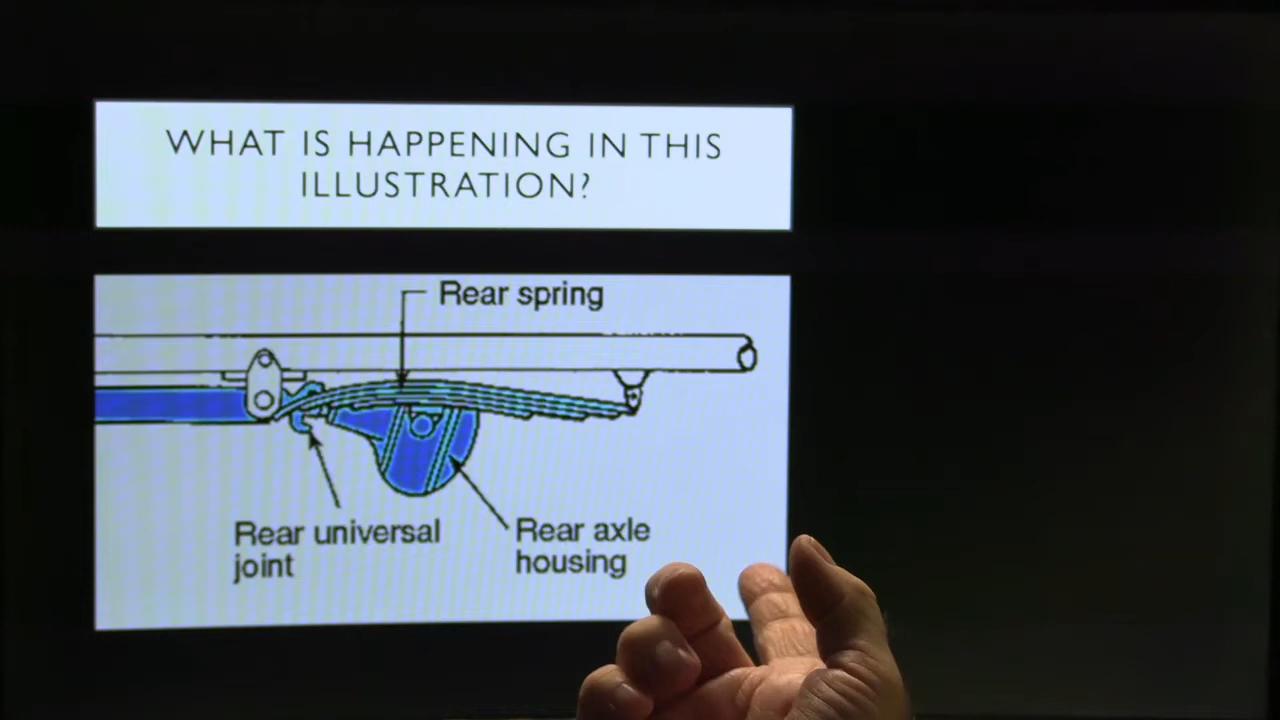 WHAT IS HAPPENING IN THIS
ILLUSTRATION?
Rear spring
Rear universal
joint
Rear axle
housing